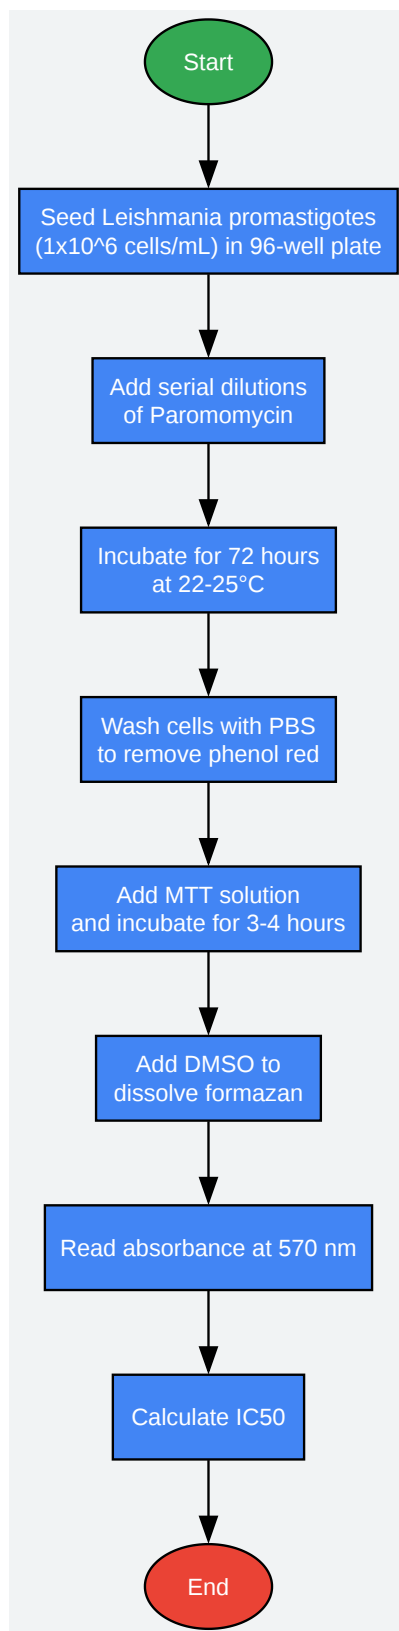 Start
Seed Leishmania promastigotes
(1x10^6 cells/mL) in 96-well plate
Add serial dilutions
of Paromomycin
Incubate for 72 hours
at 22-25°C
Wash cells with PBS
to remove phenol red
Add MTT solution
and incubate for 3-4 hours
Add DMSO to
dissolve formazan
Read absorbance at 570 nm
Calculate IC50
End